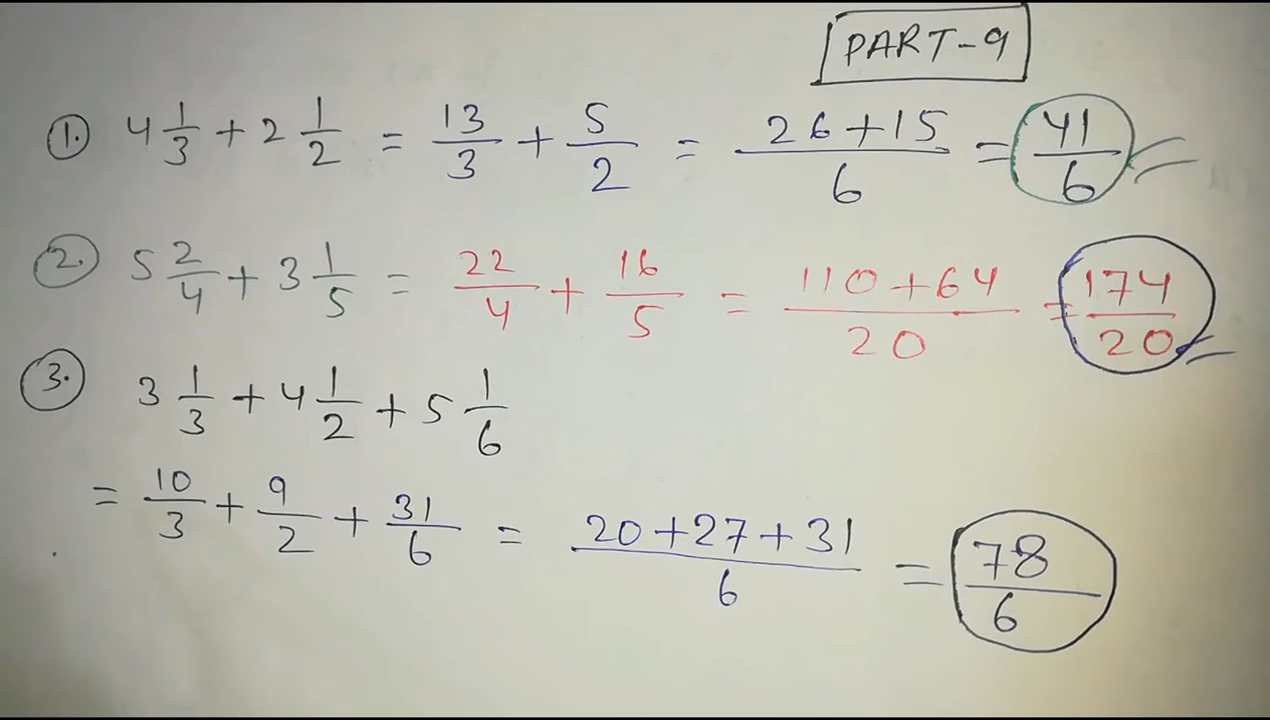 PART-9
1. 4 1/3 + 2 1/2 = 13/3 + 5/2 = 26+15/6 = 41/6
2. 5 2/4 + 3 1/5 = 22/4 + 16/5 = 110+64/20 = 174/20
3. 3 1/3 + 4 1/2 + 5 1/6
= 10/3 + 9/2 + 31/6 = 20+27+31/6 = 78/6